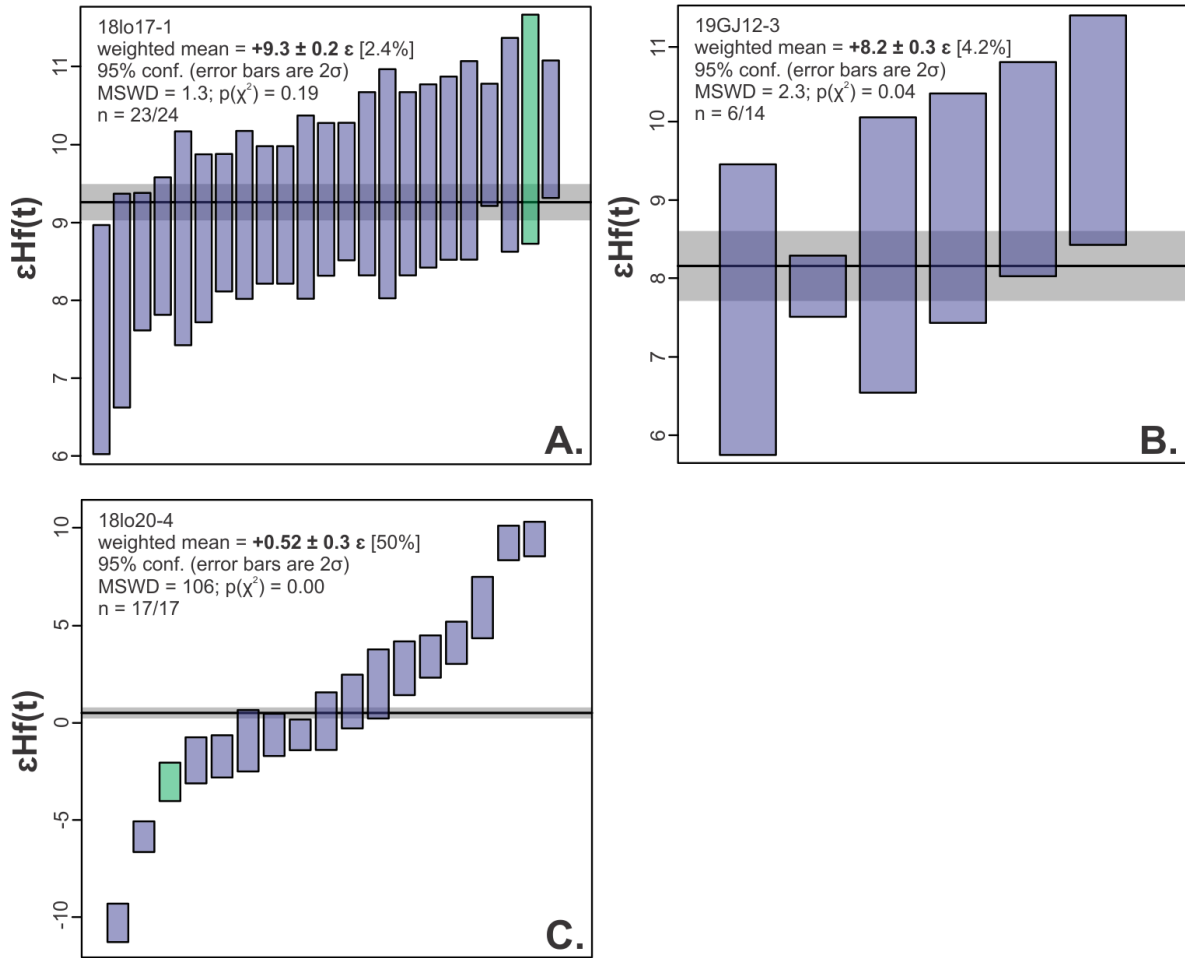 18lo17-1
weighted mean = +9.3 ± 0.2 ε [2.4%]
95% conf. (error bars are 2σ)
MSWD = 1.3; p(χ²) = 0.19
n = 23/24
11
10
9
8
7
6
εHf(t)
A.
19GJ12-3
weighted mean = +8.2 ± 0.3 ε [4.2%]
95% conf. (error bars are 2σ)
MSWD = 2.3; p(χ²) = 0.04
n = 6/14
11
10
9
8
7
6
εHf(t)
B.
18lo20-4
weighted mean = +0.52 ± 0.3 ε [50%]
95% conf. (error bars are 2σ)
MSWD = 106; p(χ²) = 0.00
n = 17/17
10
5
0
-5
-10
εHf(t)
C.